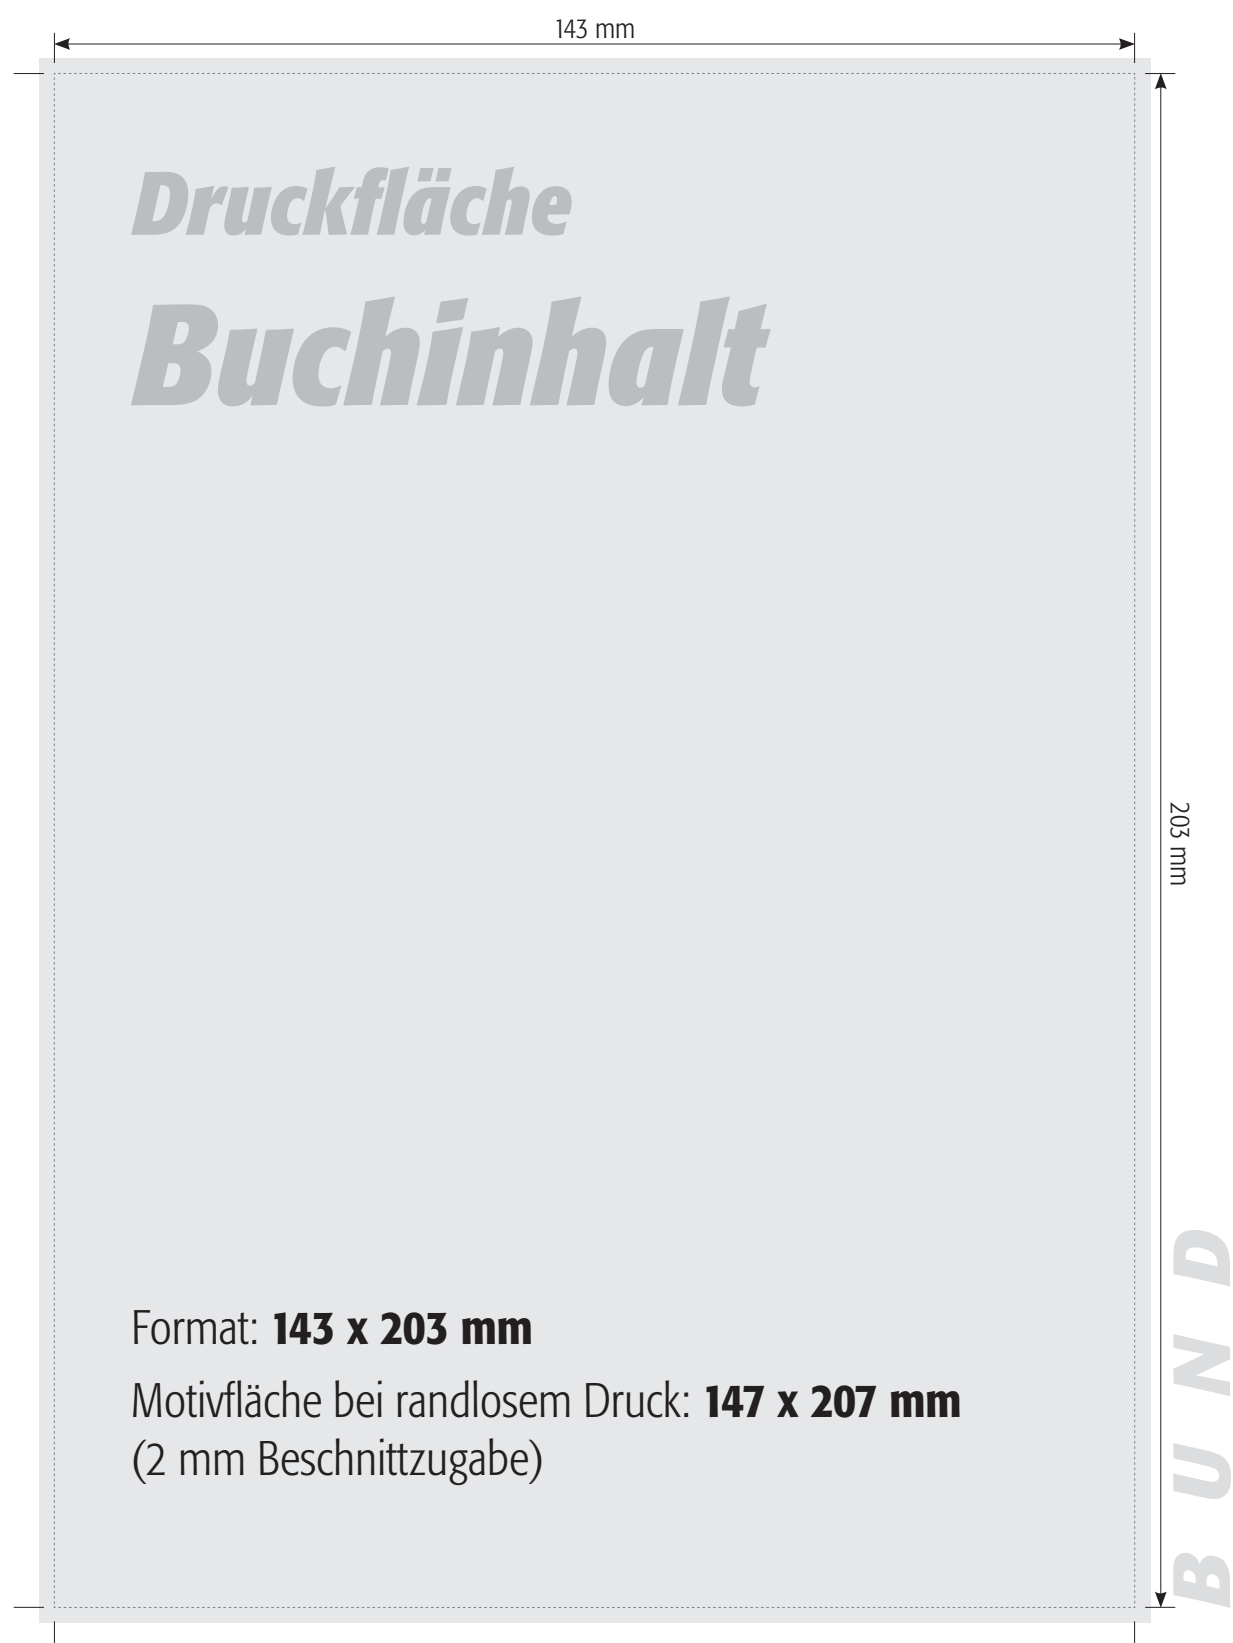 143 mm
Druckfläche
Buchinhalt
203 mm
Format: 143 x 203 mm
Motivfläche bei randlosem Druck: 147 x 207 mm
(2 mm Beschnittzugabe)
BUND